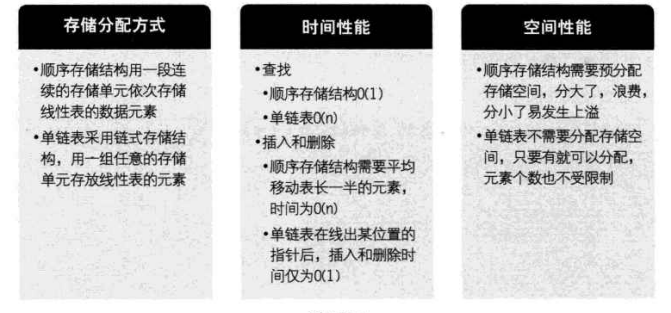 存储分配方式
•顺序存储结构用一段连
续的存储单元依次存储
线性表的数据元素
•单链表采用链式存储结
构，用一组任意的存储
单元存放线性表的元素
时间性能
•查找
•顺序存储结构O(1)
•单链表O(n)
•插入和删除
•顺序存储结构需要平均
移动表长一半的元素，
时间为O(n)
•单链表在线出某位置的
指针后，插入和删除时
间仅为O(1)
空间性能
•顺序存储结构需要预分配
存储空间，分大了，浪费，
分小了易发生上溢
•单链表不需要分配存储空
间，只要有就可以分配，
元素个数也不受限制